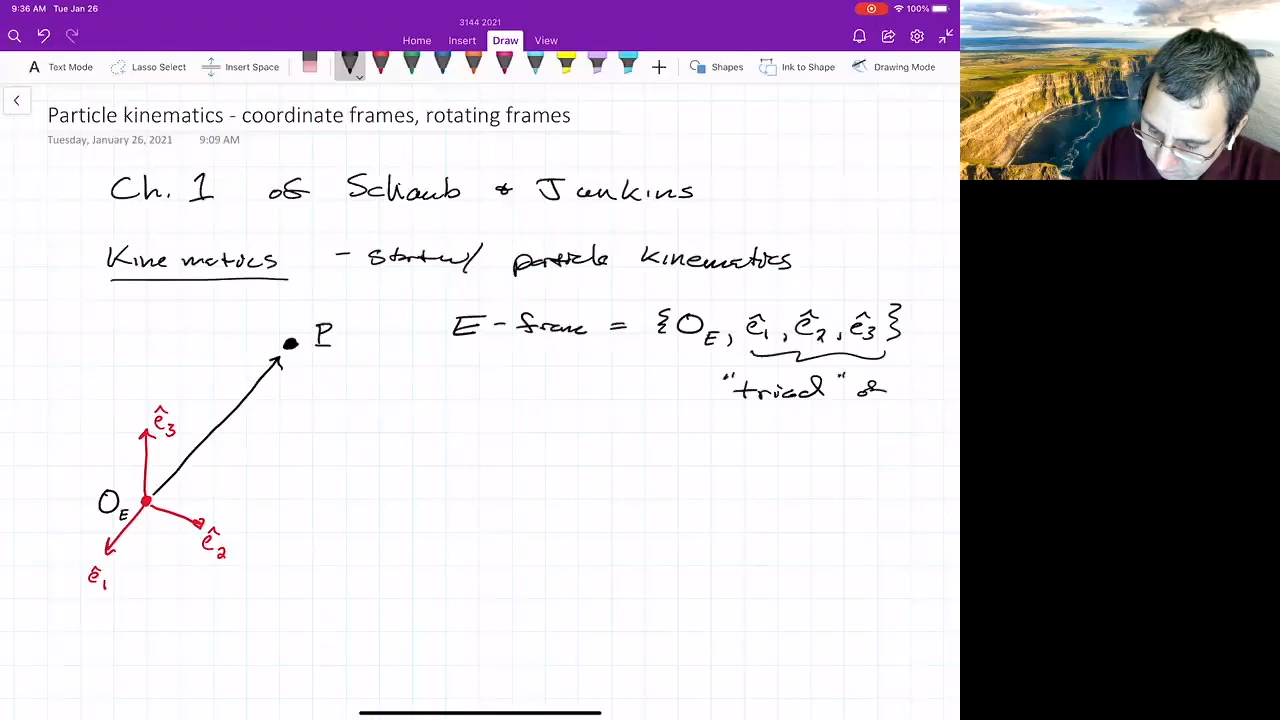 9:36 AM Tue Jan 26
100%
3144 2021
Home Insert Draw View
Text Mode Lasso Select Insert Space Shapes Ink to Shape Drawing Mode
Particle kinematics - coordinate frames, rotating frames
Tuesday, January 26, 2021 9:09 AM
Ch. 1 of Schaub & Junkins
Kinematics - start w/ particle kinematics
E - frame = {O_E, ê₁, ê₂, ê₃}
P
"triad" of
ê₃
O_E
ê₂
ê₁